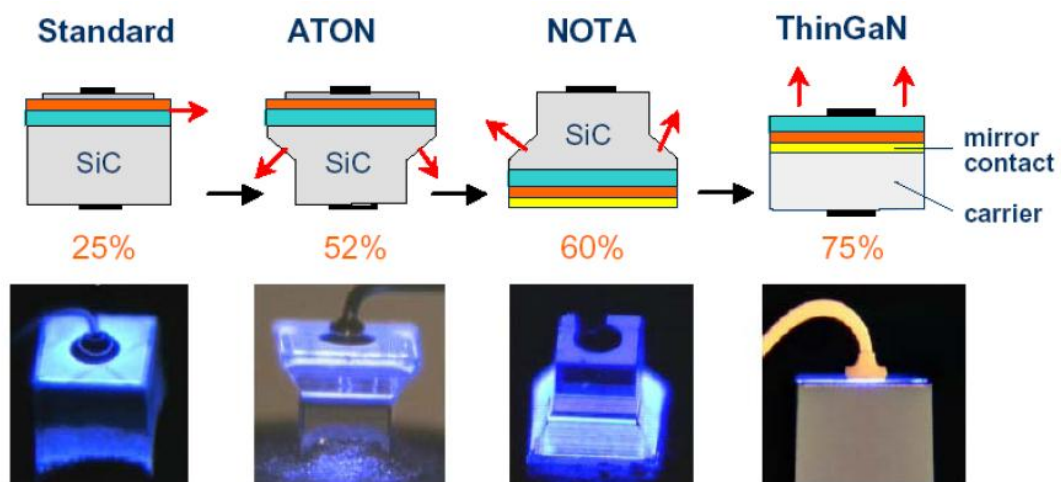 Standard ATON NOTA ThinGaN
SiC SiC SiC
mirror
contact
carrier
25% 52% 60% 75%